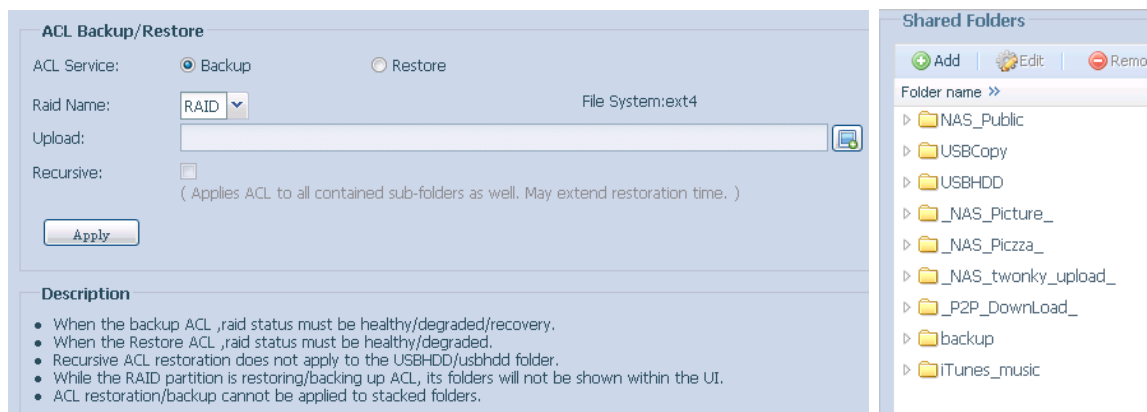 ACL Backup/Restore
ACL Service: Backup Restore
Raid Name: RAID File System:ext4
Upload:
Recursive:
( Applies ACL to all contained sub-folders as well. May extend restoration time. )
Apply
Description
• When the backup ACL ,raid status must be healthy/degraded/recovery.
• When the Restore ACL ,raid status must be healthy/degraded.
• Recursive ACL restoration does not apply to the USBHDD/usbhdd folder.
• While the RAID partition is restoring/backing up ACL, its folders will not be shown within the UI.
• ACL restoration/backup cannot be applied to stacked folders.
Shared Folders
Add Edit Remo
Folder name »
NAS_Public
USBCopy
USBHDD
_NAS_Picture_
_NAS_Piczza_
_NAS_twonky_upload_
_P2P_DownLoad_
backup
iTunes_music